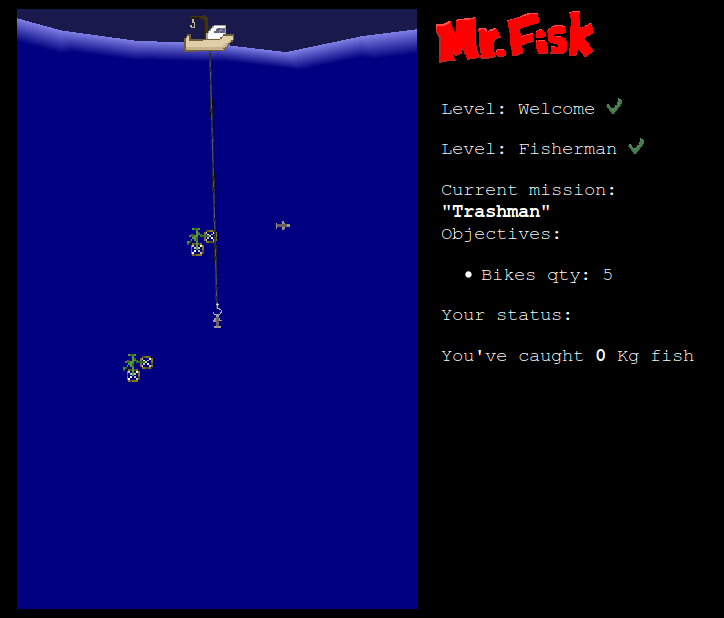 Mr. Fisk
Level: Welcome
Level: Fisherman
Current mission:
"Trashman"
Objectives:
• Bikes qty: 5
Your status:
You've caught 0 Kg fish